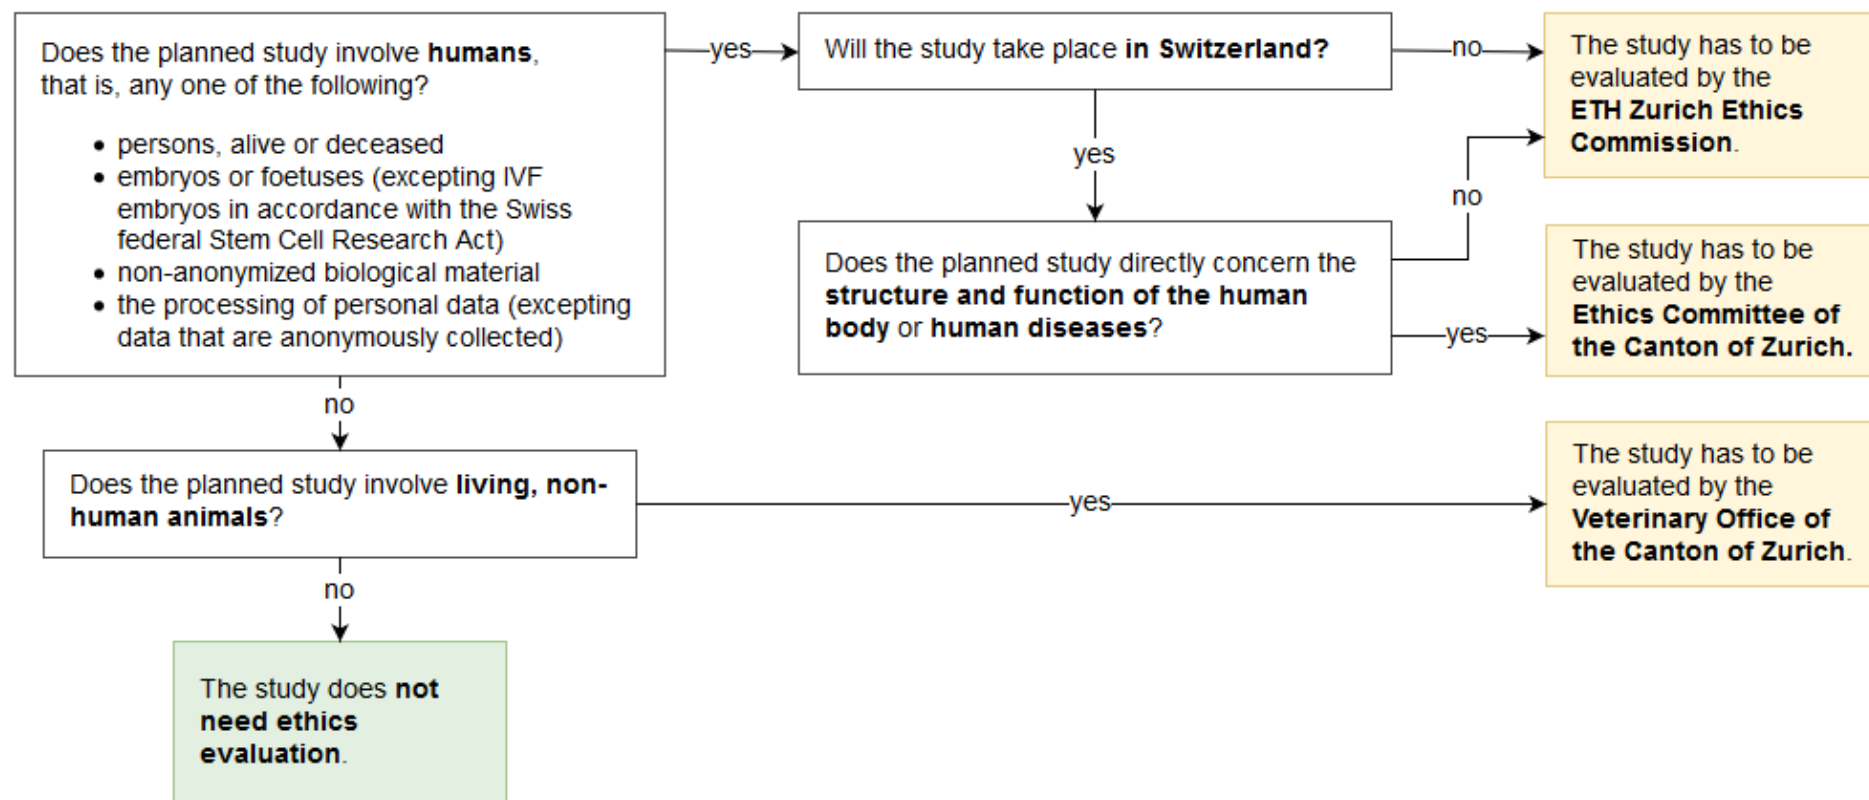 Does the planned study involve humans,
that is, any one of the following?
• persons, alive or deceased
• embryos or foetuses (excepting IVF
embryos in accordance with the Swiss
federal Stem Cell Research Act)
• non-anonymized biological material
• the processing of personal data (excepting
data that are anonymously collected)
yes
Will the study take place in Switzerland?
no
The study has to be
evaluated by the
ETH Zurich Ethics
Commission.
yes
Does the planned study directly concern the
structure and function of the human
body or human diseases?
no
yes
The study has to be
evaluated by the
Ethics Committee of
the Canton of Zurich.
no
Does the planned study involve living, non-
human animals?
yes
The study has to be
evaluated by the
Veterinary Office of
the Canton of Zurich.
no
The study does not
need ethics
evaluation.